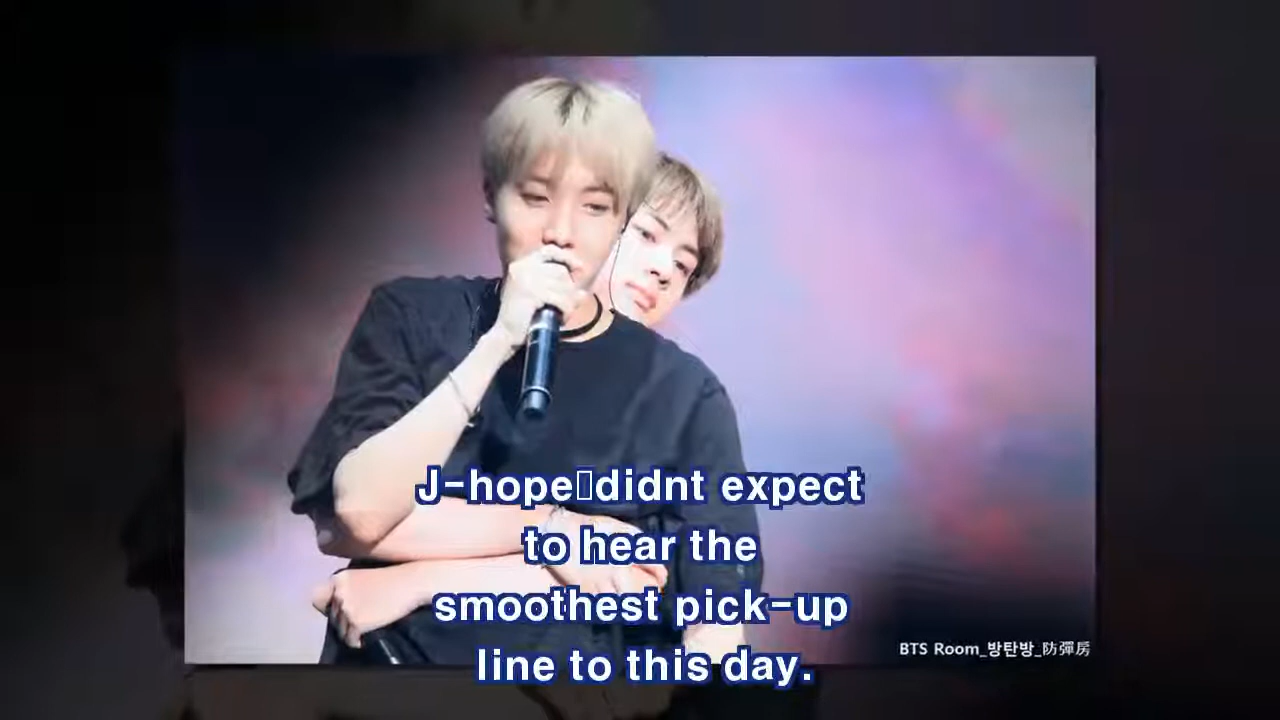 J-hope▯didnt expect
to hear the
smoothest pick-up
line to this day.
BTS Room_방탄방_防彈房